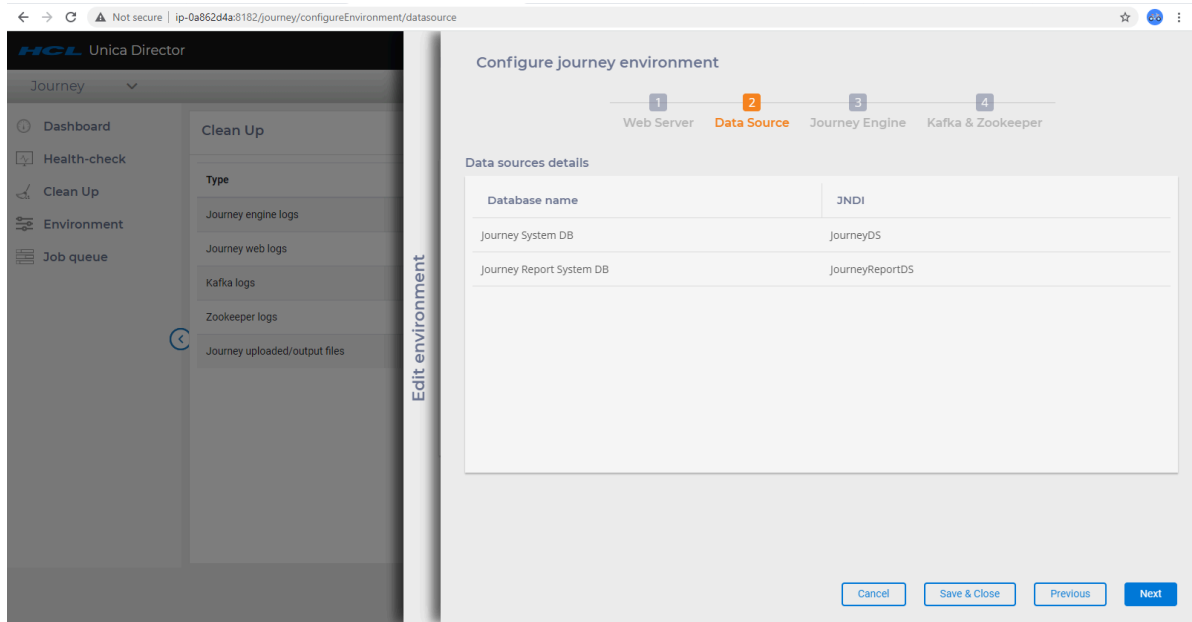 Not secure | ip-0a862d4a:8182/journey/configureEnvironment/datasource
HCL Unica Director
Journey
Dashboard
Health-check
Clean Up
Environment
Job queue
Clean Up
Type
Journey engine logs
Journey web logs
Kafka logs
Zookeeper logs
Journey uploaded/output files
Edit environment
Configure journey environment
1 2 3 4
Web Server Data Source Journey Engine Kafka & Zookeeper
Data sources details
Database name JNDI
Journey System DB JourneyDS
Journey Report System DB JourneyReportDS
Cancel Save & Close Previous Next